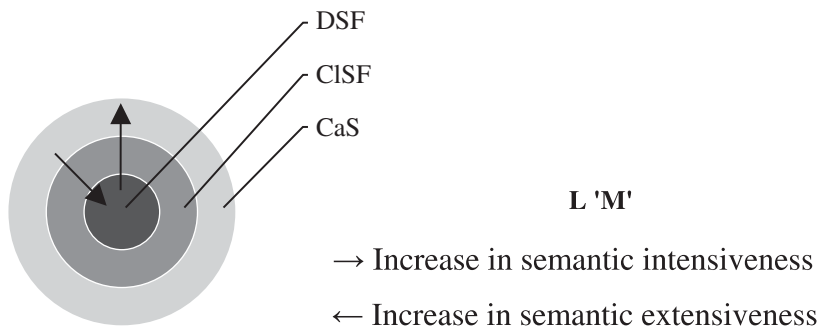 DSF
ClSF
CaS
L 'M'
→ Increase in semantic intensiveness
← Increase in semantic extensiveness